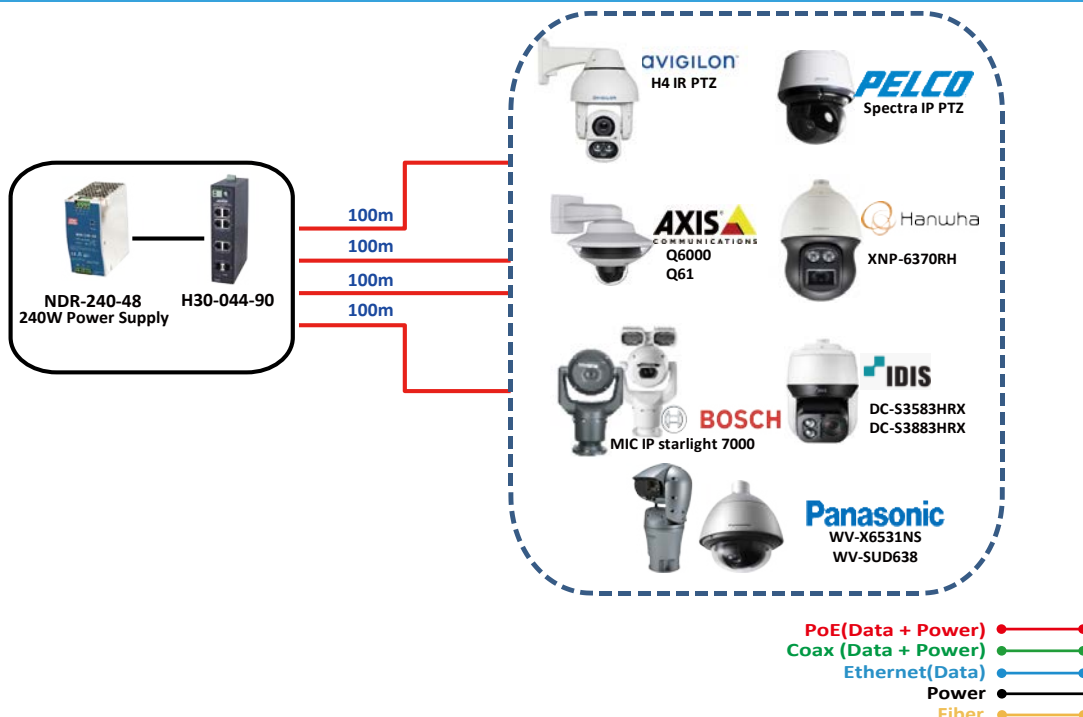 NDR-240-48
240W Power Supply
H30-044-90
100m
100m
100m
100m
aVIGILON
H4 IR PTZ
PELCO
Spectra IP PTZ
AXIS
COMMUNICATIONS
Q6000
Q61
Hanwha
XNP-6370RH
BOSCH
MIC IP starlight 7000
IDIS
DC-S3583HRX
DC-S3883HRX
Panasonic
WV-X6531NS
WV-SUD638
PoE(Data + Power)
Coax (Data + Power)
Ethernet(Data)
Power
Fiber